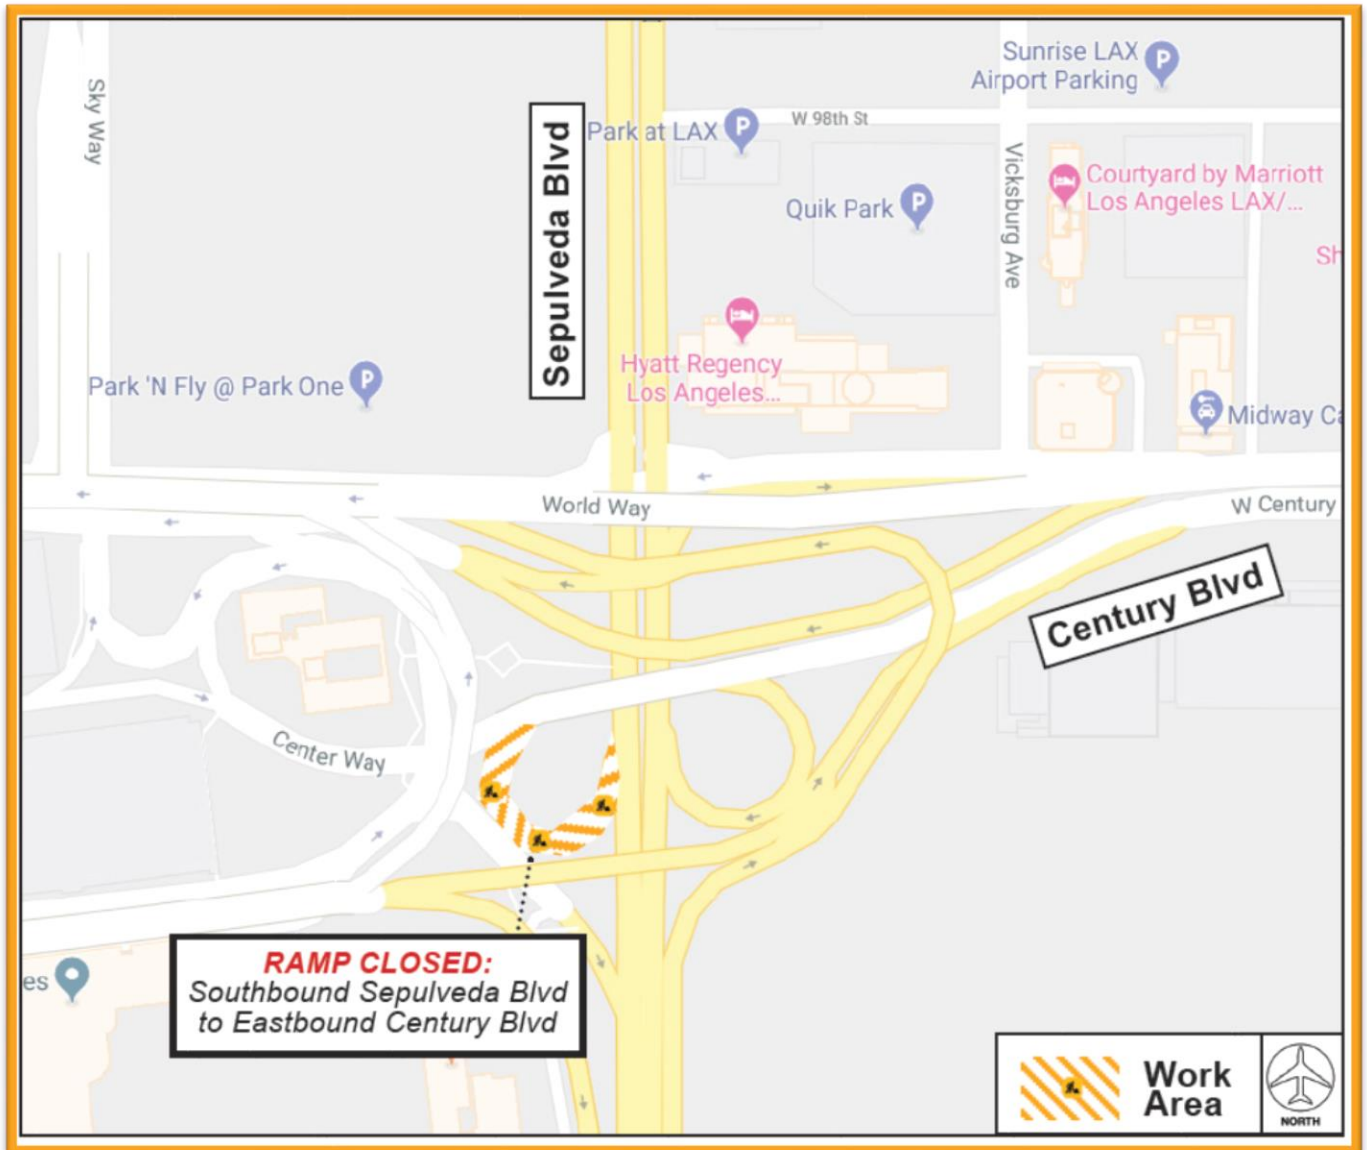 Sunrise LAX
Airport Parking
Sky Way
Sepulveda Blvd
Park at LAX
W 98th St
Vicksburg Ave
Courtyard by Marriott
Los Angeles LAX/...
Quik Park
Sh
Hyatt Regency
Los Angeles...
Park 'N Fly @ Park One
Midway Ca
World Way
W Century
Century Blvd
Center Way
RAMP CLOSED:
Southbound Sepulveda Blvd
to Eastbound Century Blvd
es
Work
Area
NORTH
P
P
P
P